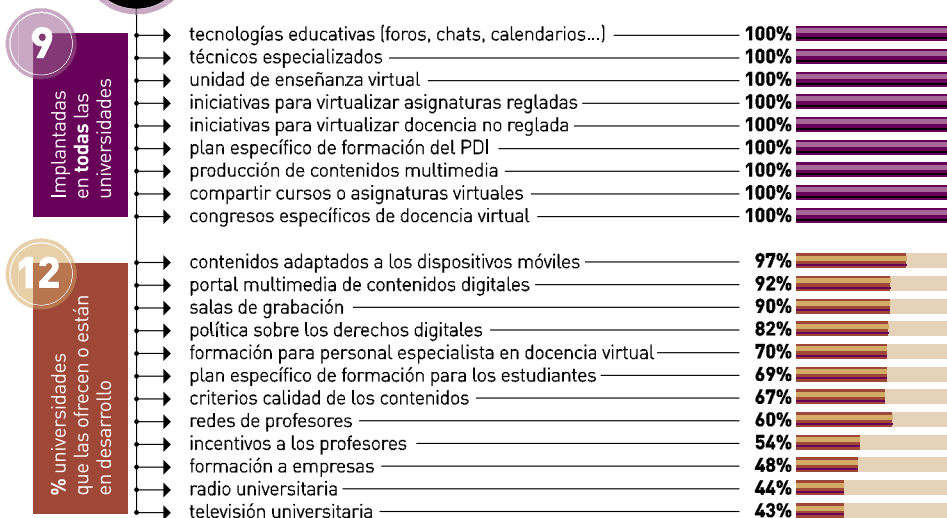 9
Implantadas
en todas las
universidades
tecnologías educativas (foros, chats, calendarios...) 100%
técnicos especializados 100%
unidad de enseñanza virtual 100%
iniciativas para virtualizar asignaturas regladas 100%
iniciativas para virtualizar docencia no reglada 100%
plan específico de formación del PDI 100%
producción de contenidos multimedia 100%
compartir cursos o asignaturas virtuales 100%
congresos específicos de docencia virtual 100%
12
% universidades
que las ofrecen o están
en desarrollo
contenidos adaptados a los dispositivos móviles 97%
portal multimedia de contenidos digitales 92%
salas de grabación 90%
política sobre los derechos digitales 82%
formación para personal especialista en docencia virtual 70%
plan específico de formación para los estudiantes 69%
criterios calidad de los contenidos 67%
redes de profesores 60%
incentivos a los profesores 54%
formación a empresas 48%
radio universitaria 44%
televisión universitaria 43%